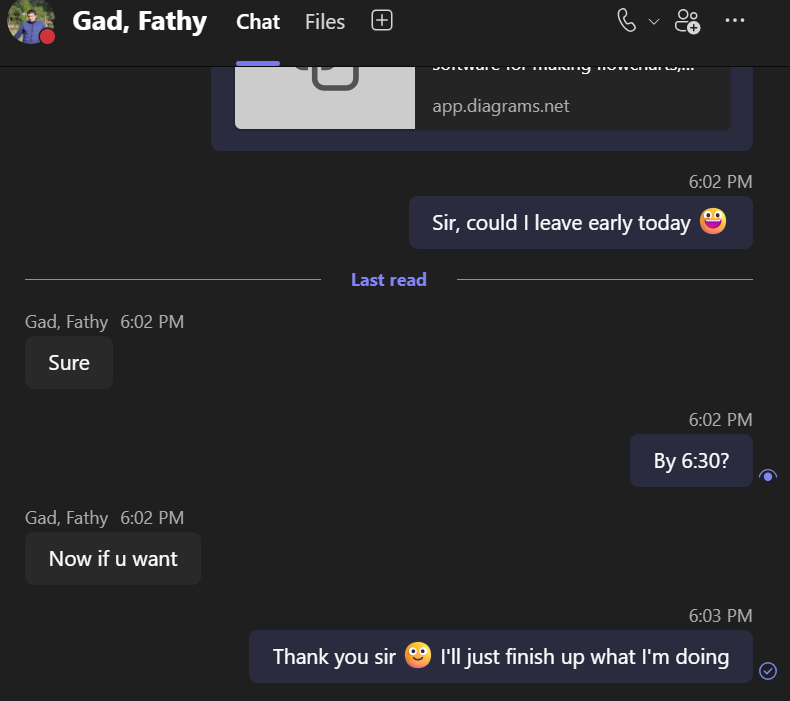 Gad, Fathy Chat Files
software for making flowcharts,...
app.diagrams.net
6:02 PM
Sir, could I leave early today
Last read
Gad, Fathy 6:02 PM
Sure
6:02 PM
By 6:30?
Gad, Fathy 6:02 PM
Now if u want
6:03 PM
Thank you sir I'll just finish up what I'm doing